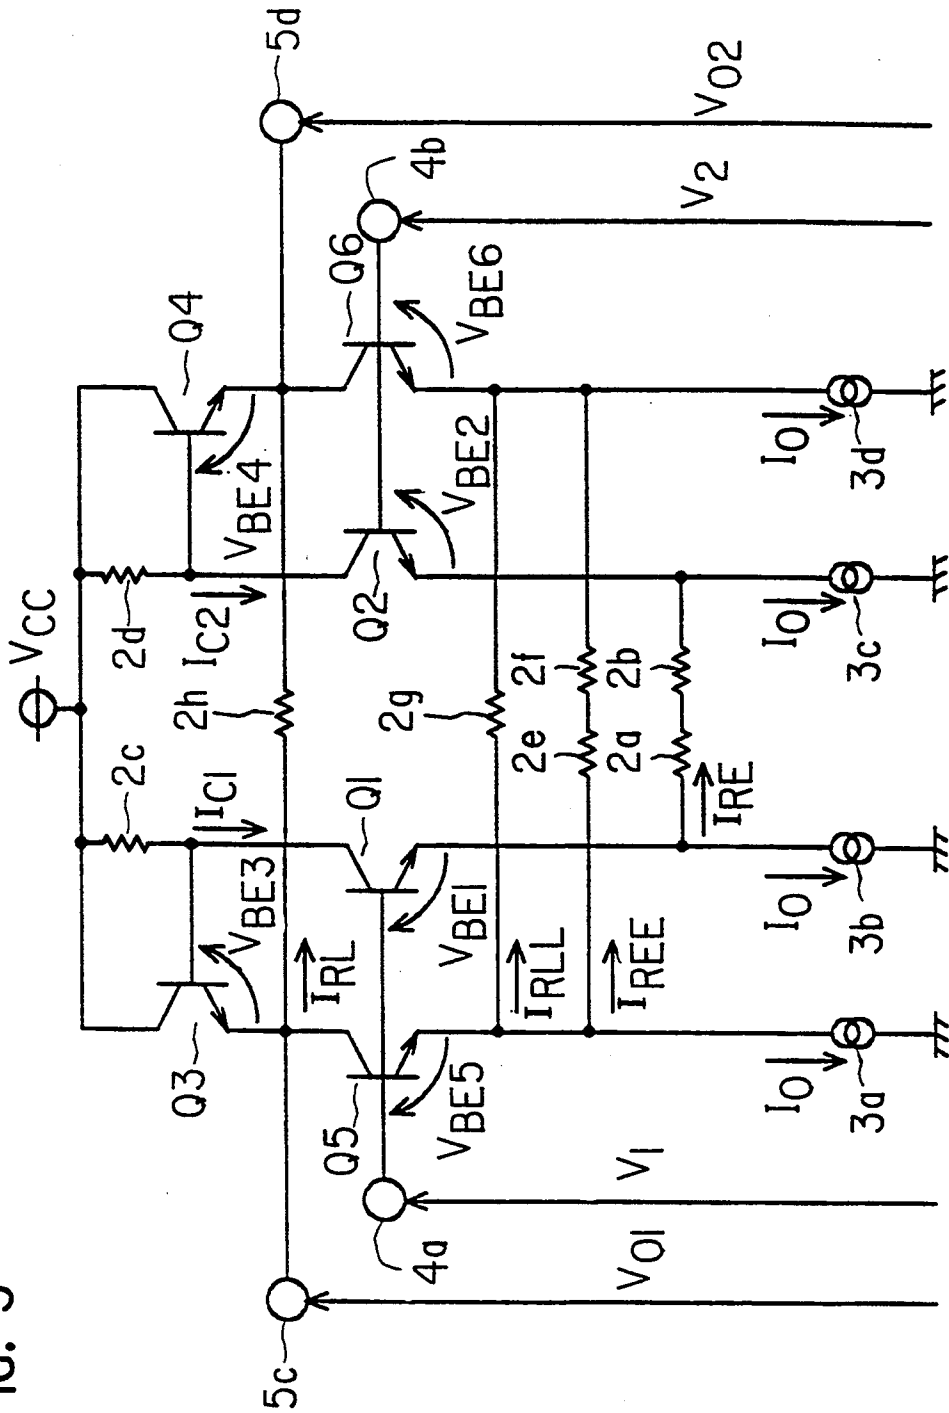 5d
VO2
4b
V2
Q6
VBE6
Q4
VBE4
VBE2
IO
3d
VCC
2d
IC2
Q2
IO
3c
2h
2g
2f
2b
2e
2a
2c
IC1
Q1
IRE
VBE3
VBE1
IO
3b
IRL
IRLL
IREE
Q3
Q5
VBE5
IO
3a
V1
4a
VO1
5c